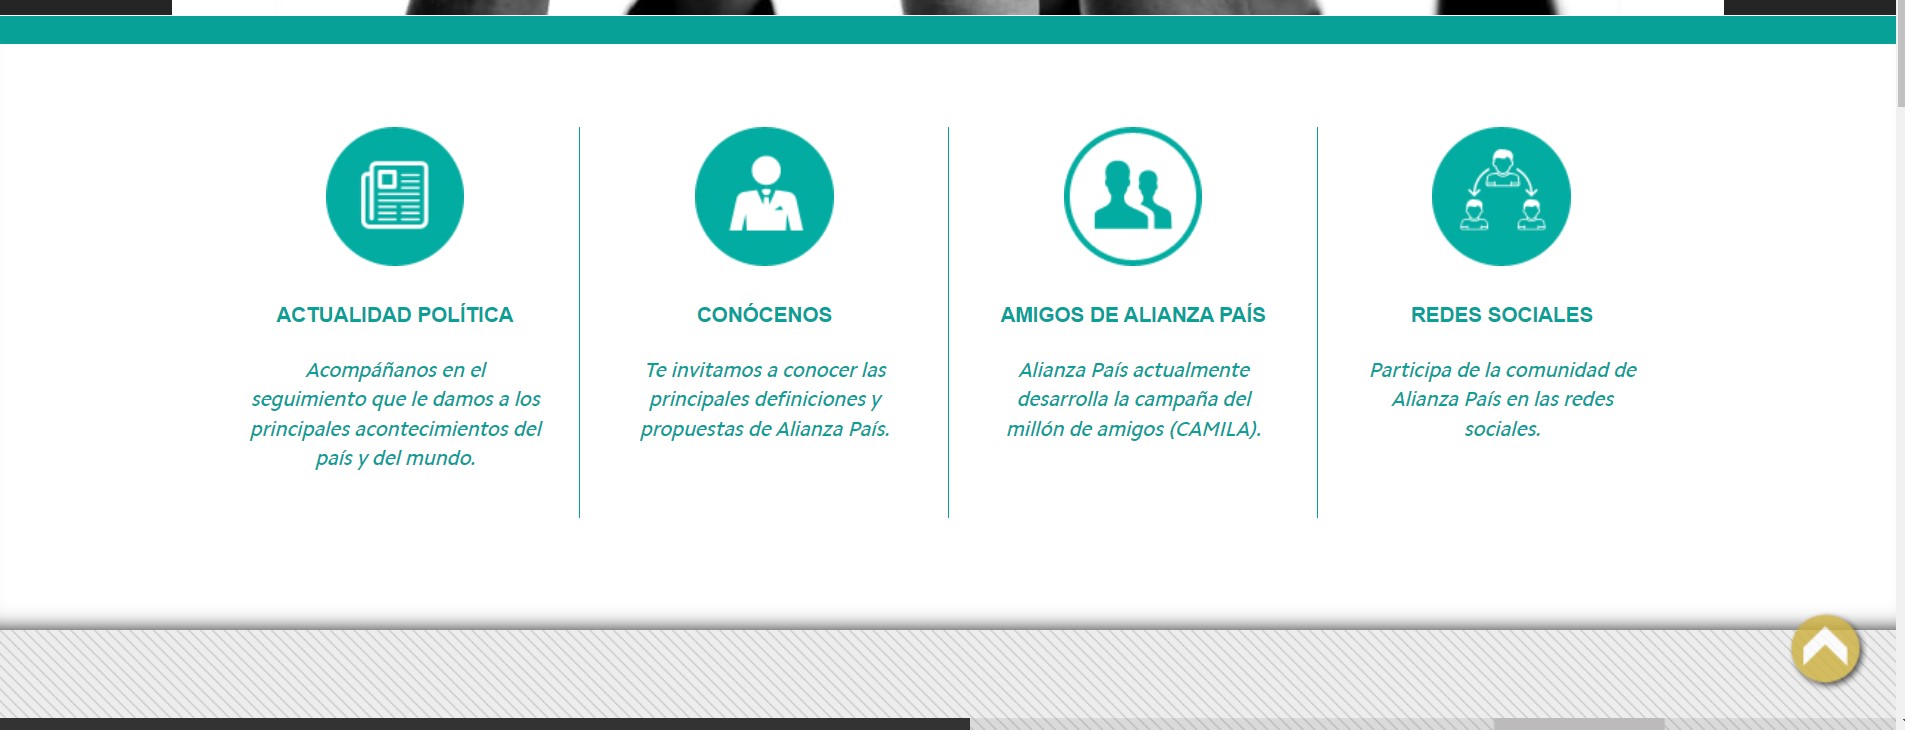 ACTUALIDAD POLÍTICA
Acompáñanos en el
seguimiento que le damos a los
principales acontecimientos del
país y del mundo.
CONÓCENOS
Te invitamos a conocer las
principales definiciones y
propuestas de Alianza País.
AMIGOS DE ALIANZA PAÍS
Alianza País actualmente
desarrolla la campaña del
millón de amigos (CAMILA).
REDES SOCIALES
Participa de la comunidad de
Alianza País en las redes
sociales.